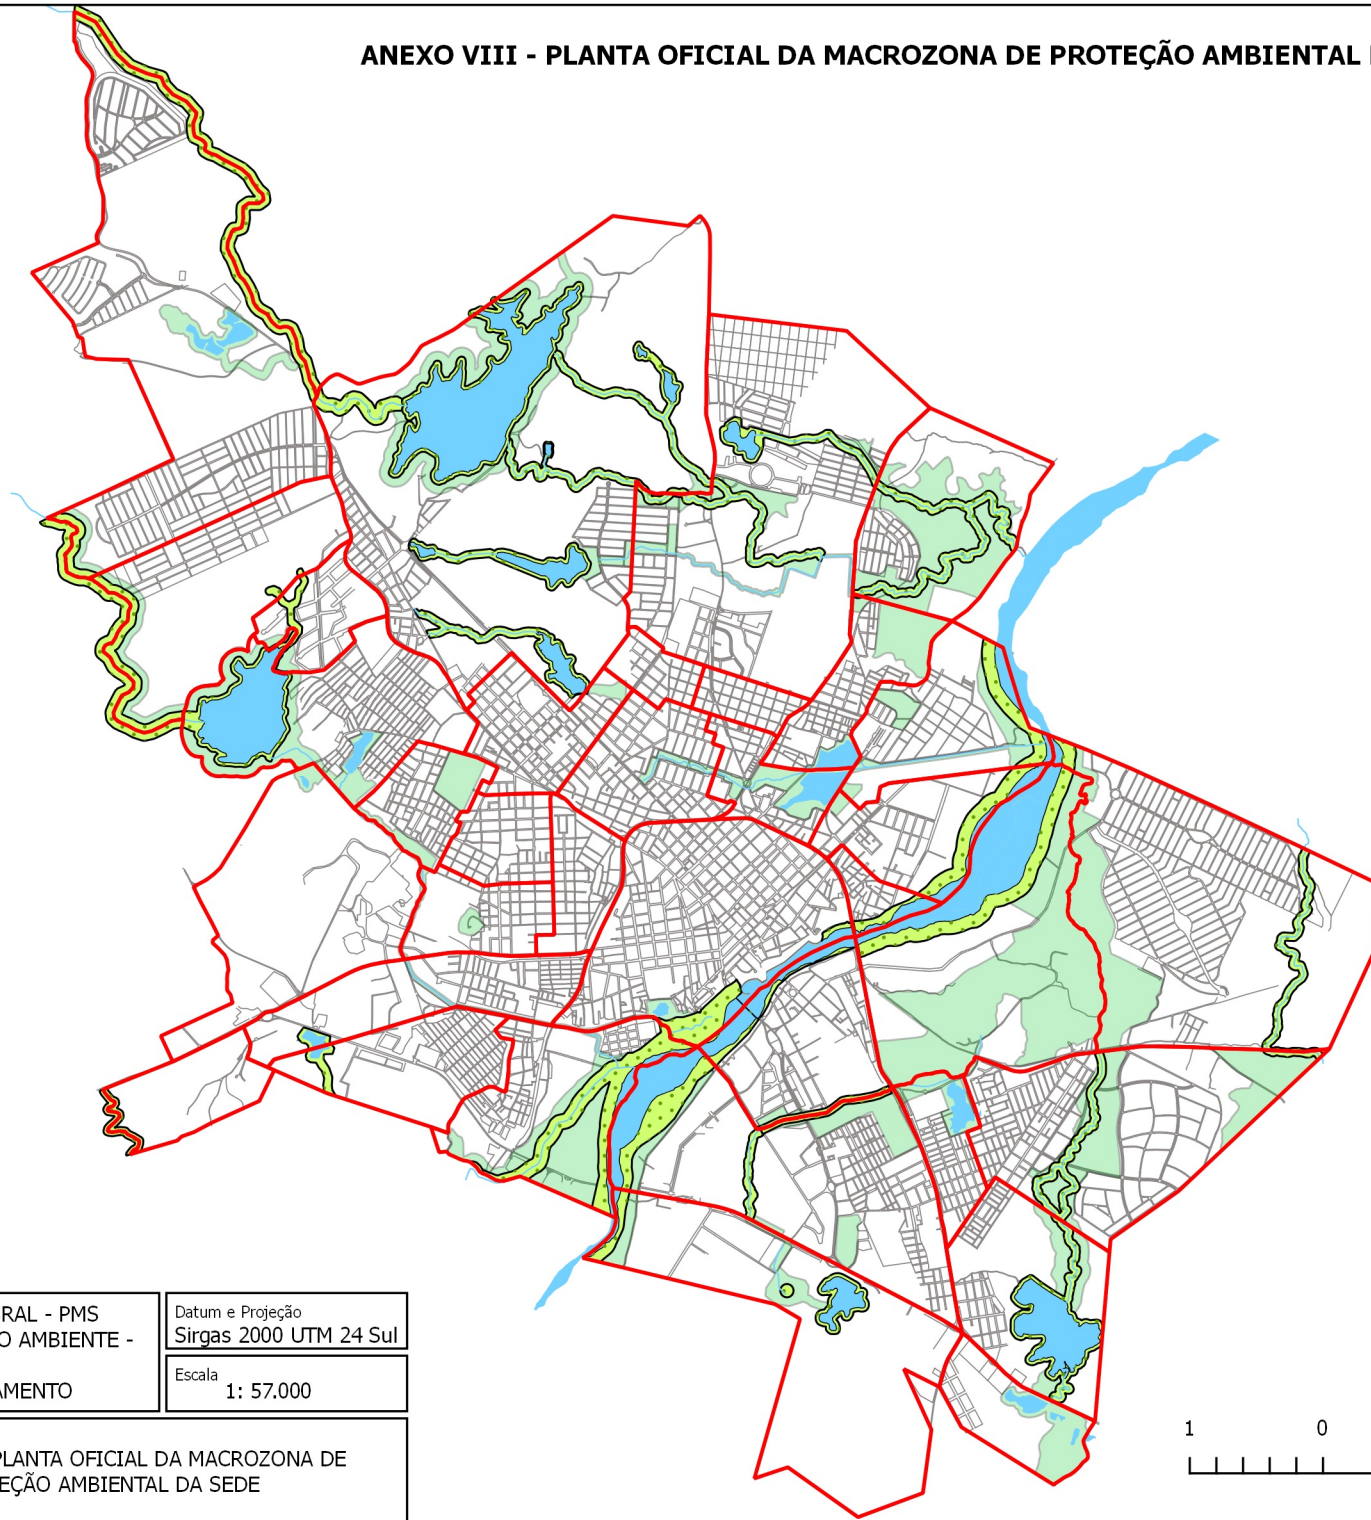 ANEXO VIII - PLANTA OFICIAL DA MACROZONA DE PROTEÇÃO AMBIENTAL
RAL - PMS
O AMBIENTE -
AMENTO
Datum e Projeção
Sirgas 2000 UTM 24 Sul
Escala
1: 57.000
PLANTA OFICIAL DA MACROZONA DE
EÇÃO AMBIENTAL DA SEDE
1 0